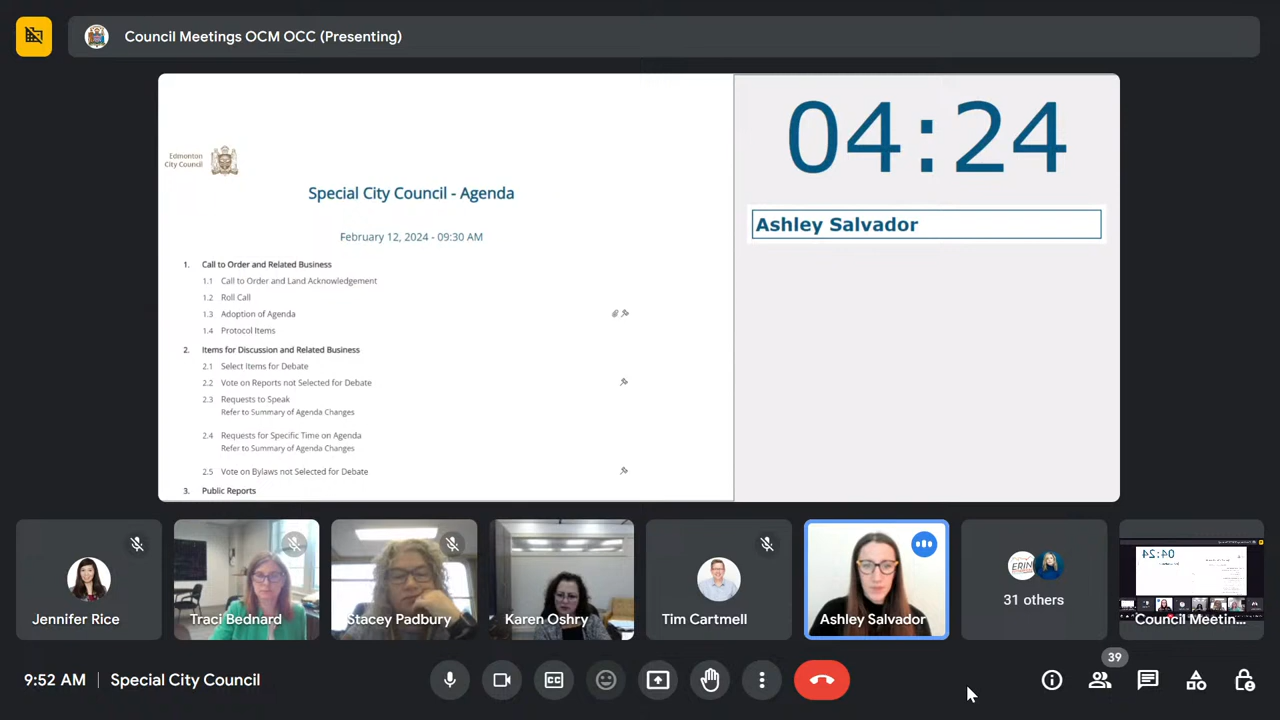 Council Meetings OCM OCC (Presenting)
Edmonton
City Council
Special City Council - Agenda
February 12, 2024 - 09:30 AM
1. Call to Order and Related Business
1.1 Call to Order and Land Acknowledgement
1.2 Roll Call
1.3 Adoption of Agenda
1.4 Protocol Items
2. Items for Discussion and Related Business
2.1 Select Items for Debate
2.2 Vote on Reports not Selected for Debate
2.3 Requests to Speak
Refer to Summary of Agenda Changes
2.4 Requests for Specific Time on Agenda
Refer to Summary of Agenda Changes
2.5 Vote on Bylaws not Selected for Debate
3. Public Reports
04:24
Ashley Salvador
Jennifer Rice
Traci Bednard
Stacey Padbury
Karen Oshry
Tim Cartmell
Ashley Salvador
ERIN
31 others
04:24
Council Meetin...
9:52 AM | Special City Council
CC
39